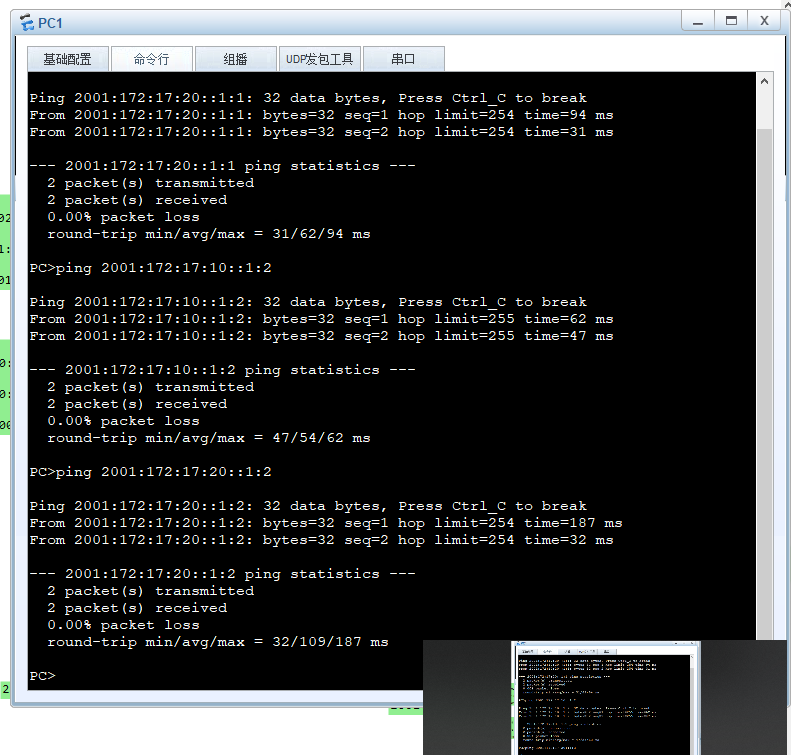 PC1
基础配置 命令行 组播 UDP发包工具 串口
Ping 2001:172:17:20::1:1: 32 data bytes, Press Ctrl_C to break
From 2001:172:17:20::1:1: bytes=32 seq=1 hop limit=254 time=94 ms
From 2001:172:17:20::1:1: bytes=32 seq=2 hop limit=254 time=31 ms
--- 2001:172:17:20::1:1 ping statistics ---
2 packet(s) transmitted
2 packet(s) received
0.00% packet loss
round-trip min/avg/max = 31/62/94 ms
PC>ping 2001:172:17:10::1:2
Ping 2001:172:17:10::1:2: 32 data bytes, Press Ctrl_C to break
From 2001:172:17:10::1:2: bytes=32 seq=1 hop limit=255 time=62 ms
From 2001:172:17:10::1:2: bytes=32 seq=2 hop limit=255 time=47 ms
--- 2001:172:17:10::1:2 ping statistics ---
2 packet(s) transmitted
2 packet(s) received
0.00% packet loss
round-trip min/avg/max = 47/54/62 ms
PC>ping 2001:172:17:20::1:2
Ping 2001:172:17:20::1:2: 32 data bytes, Press Ctrl_C to break
From 2001:172:17:20::1:2: bytes=32 seq=1 hop limit=254 time=187 ms
From 2001:172:17:20::1:2: bytes=32 seq=2 hop limit=254 time=32 ms
--- 2001:172:17:20::1:2 ping statistics ---
2 packet(s) transmitted
2 packet(s) received
0.00% packet loss
round-trip min/avg/max = 32/109/187 ms
PC>